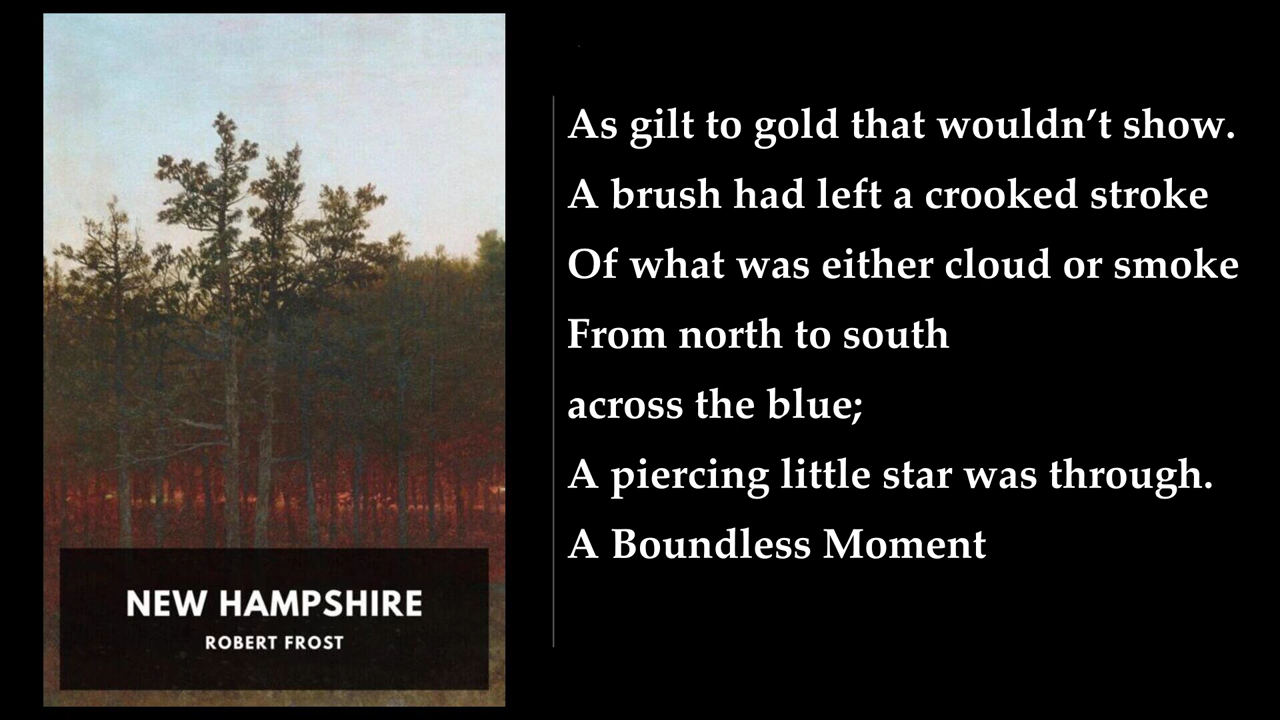 NEW HAMPSHIRE
ROBERT FROST
As gilt to gold that wouldn’t show.
A brush had left a crooked stroke
Of what was either cloud or smoke
From north to south
across the blue;
A piercing little star was through.
A Boundless Moment